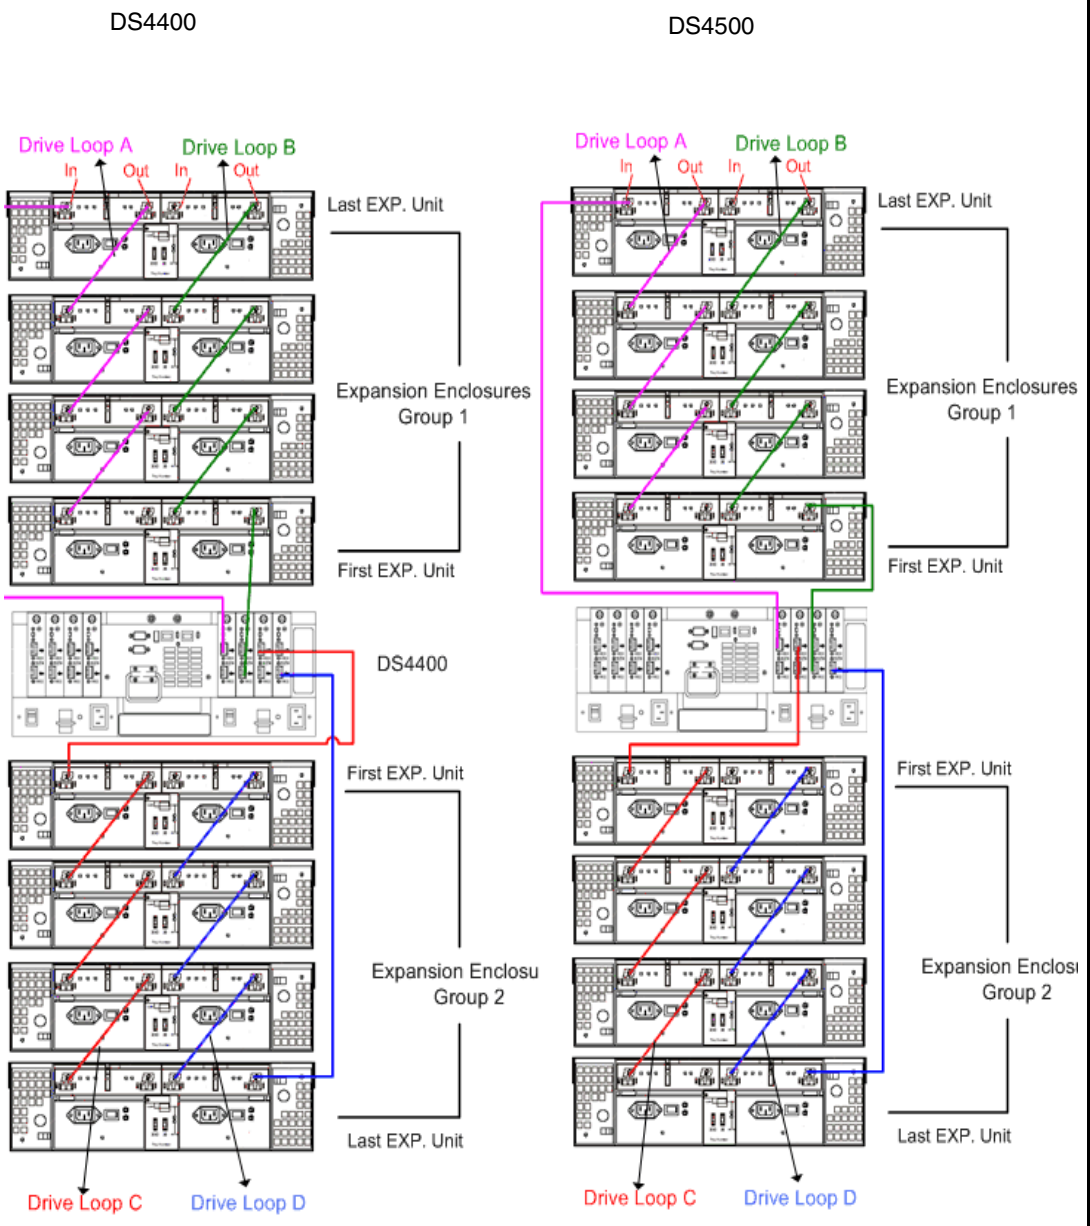 DS4400
DS4500
Drive Loop A
Drive Loop B
In
Out
In
Out
Last EXP. Unit
Expansion Enclosures
Group 1
First EXP. Unit
DS4400
First EXP. Unit
Expansion Enclosu
Group 2
Last EXP. Unit
Drive Loop C
Drive Loop D
Drive Loop A
Drive Loop B
In
Out
In
Out
Last EXP. Unit
Expansion Enclosures
Group 1
First EXP. Unit
First EXP. Unit
Expansion Enclosu
Group 2
Last EXP. Unit
Drive Loop C
Drive Loop D